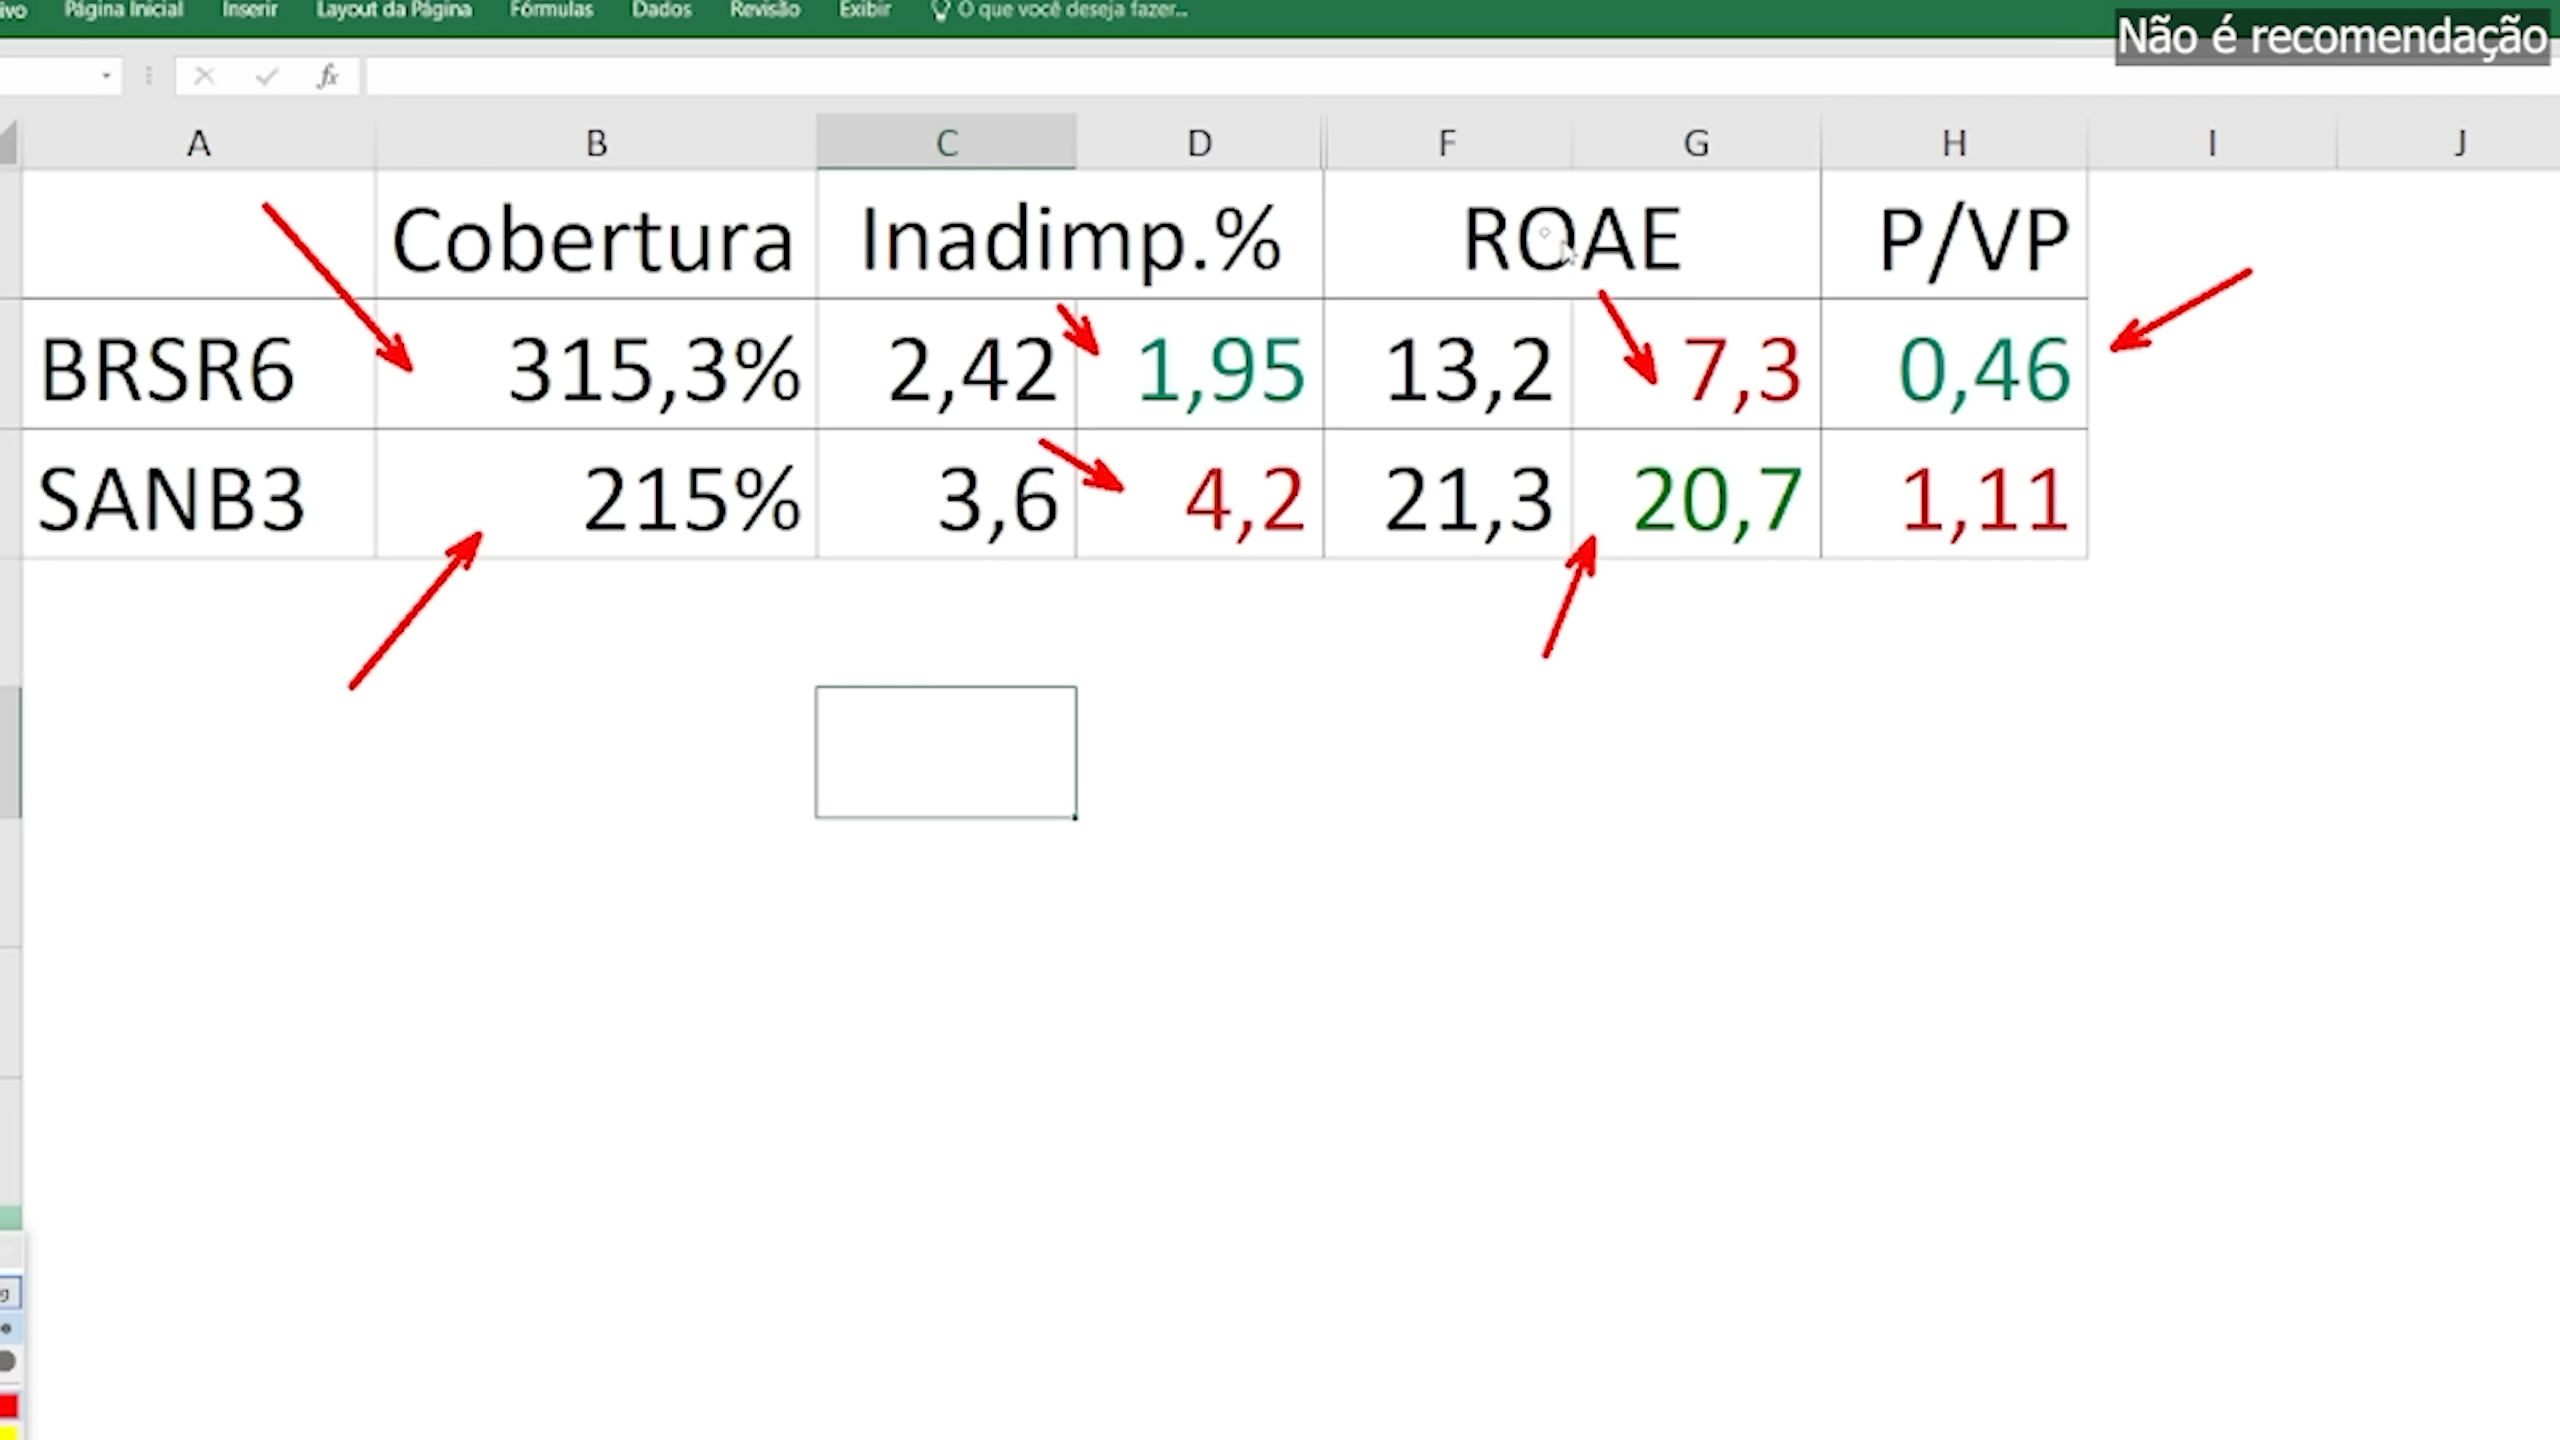 ivo Página Inicial Inserir Layout da Página Fórmulas Dados Revisão Exibir O que você deseja fazer...
Não é recomendação
fx
A B C D F G H I J
Cobertura Inadimp.% ROAE P/VP
BRSR6 315,3% 2,42 1,95 13,2 7,3 0,46
SANB3 215% 3,6 4,2 21,3 20,7 1,11